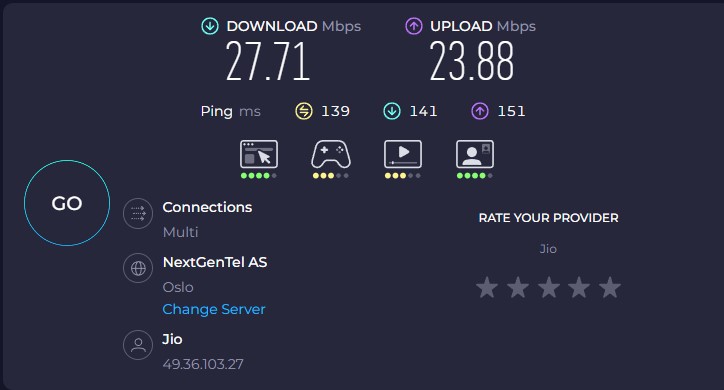 DOWNLOAD Mbps
27.71
UPLOAD Mbps
23.88
Ping ms 139 141 151
GO
Connections
Multi
NextGenTel AS
Oslo
Change Server
Jio
49.36.103.27
RATE YOUR PROVIDER
Jio